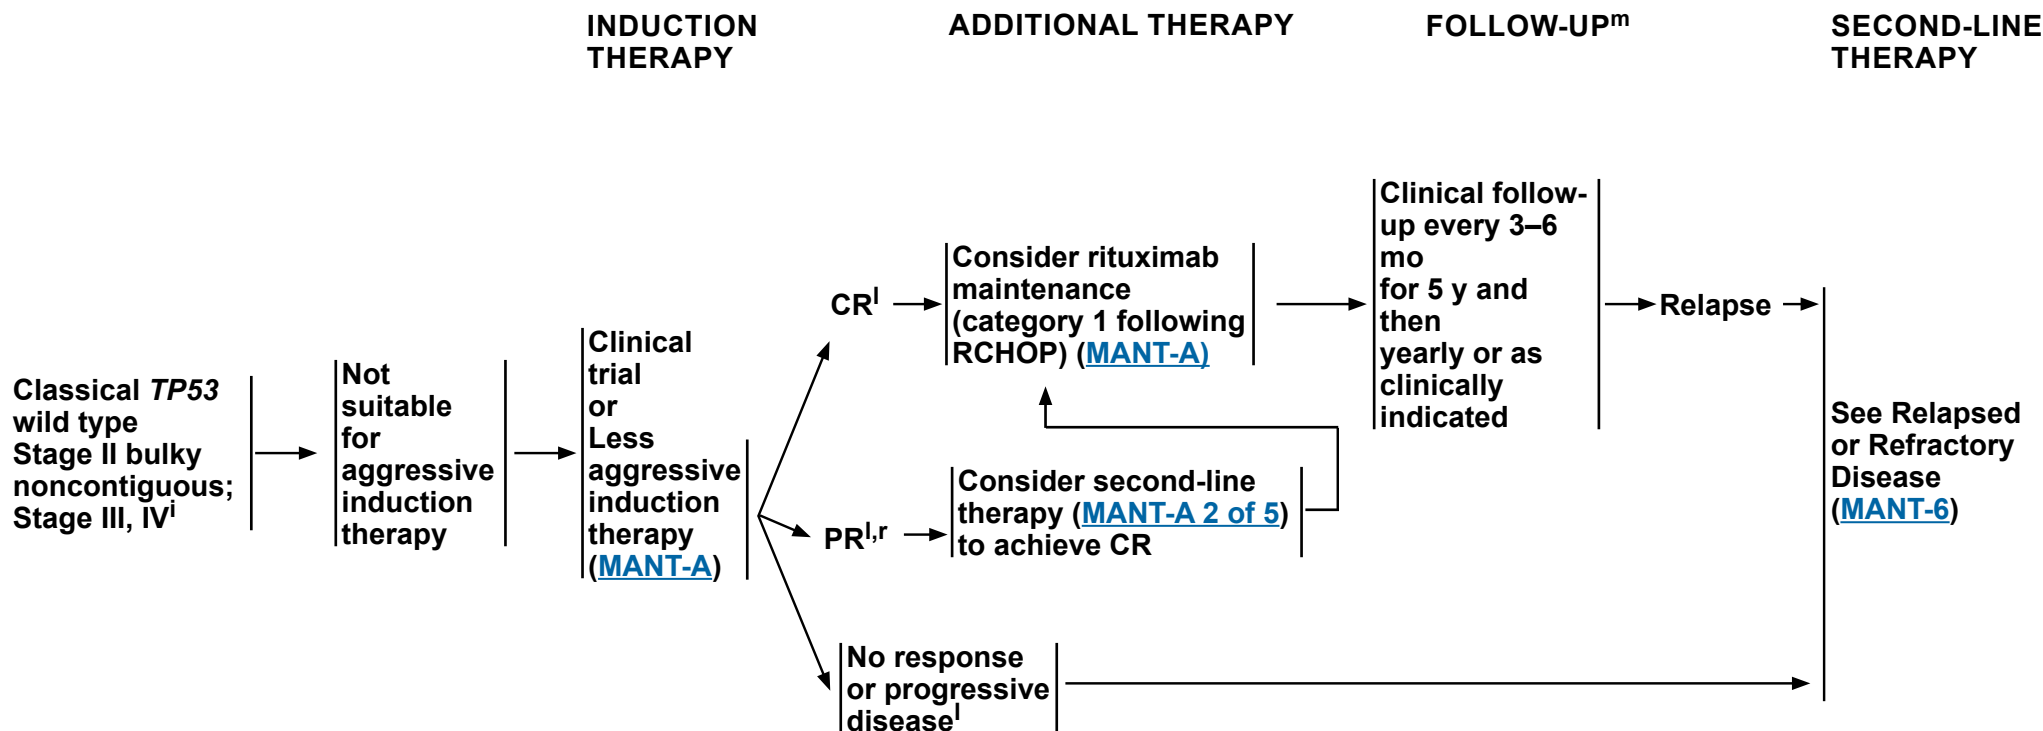 INDUCTION
THERAPY
ADDITIONAL THERAPY
FOLLOW-UPᵐ
SECOND-LINE
THERAPY
Classical TP53
wild type
Stage II bulky
noncontiguous;
Stage III, IVⁱ
Not
suitable
for
aggressive
induction
therapy
Clinical
trial
or
Less
aggressive
induction
therapy
(MANT-A)
CRˡ
Consider rituximab
maintenance
(category 1 following
RCHOP) (MANT-A)
Clinical follow-
up every 3–6
mo
for 5 y and
then
yearly or as
clinically
indicated
Relapse
PRˡ,ʳ
Consider second-line
therapy (MANT-A 2 of 5)
to achieve CR
No response
or progressive
diseaseˡ
See Relapsed
or Refractory
Disease
(MANT-6)